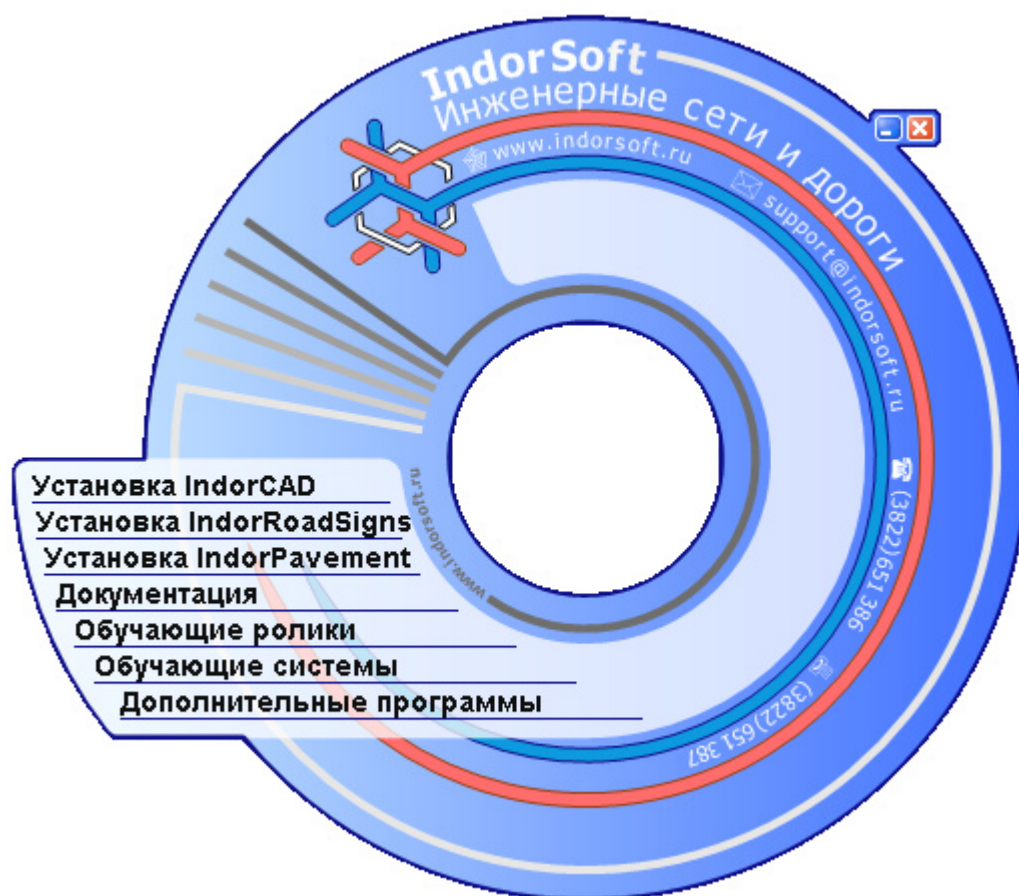 IndorSoft
Инженерные сети и дороги
www.indorsoft.ru
support@indorsoft.ru
(3822)651 386
(3822)651 387
www.indorsoft.ru
Установка IndorCAD
Установка IndorRoadSigns
Установка IndorPavement
Документация
Обучающие ролики
Обучающие системы
Дополнительные программы